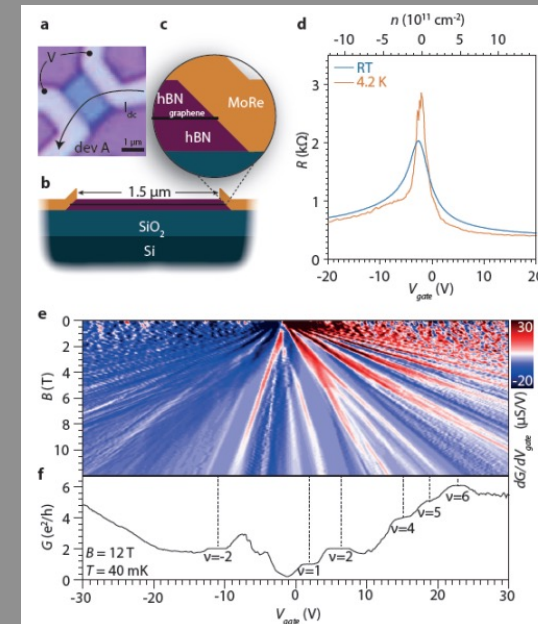 a
V
I_dc
dev A
1 µm
b
1.5 µm
SiO₂
Si
c
hBN
graphene
MoRe
hBN
d
n (10¹¹ cm⁻²)
-10 -5 0 5 10
RT
4.2 K
R (kΩ)
3
2
1
0
-20 -10 0 10 20
V_gate (V)
e
B (T)
0
2
4
6
8
10
30
-20
dG/dV_gate (µS/V)
f
G (e²/h)
6
4
2
0
B = 12 T
T = 40 mK
ν=-2
ν=1
ν=2
ν=4
ν=5
ν=6
-30 -20 -10 0 10 20 30
V_gate (V)